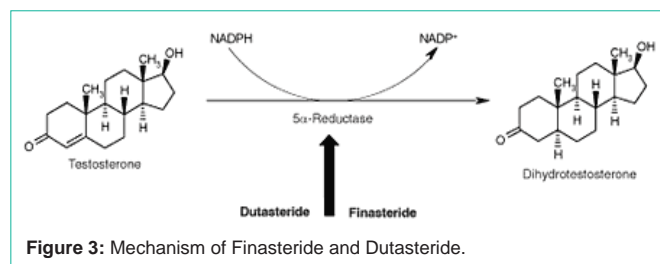 OH
CH₃
CH₃
H
H
H
O
Testosterone
NADPH
NADP⁺
5α-Reductase
Dutasteride Finasteride
OH
CH₃
CH₃
H
H
H
H
O
Dihydrotestosterone
Figure 3: Mechanism of Finasteride and Dutasteride.